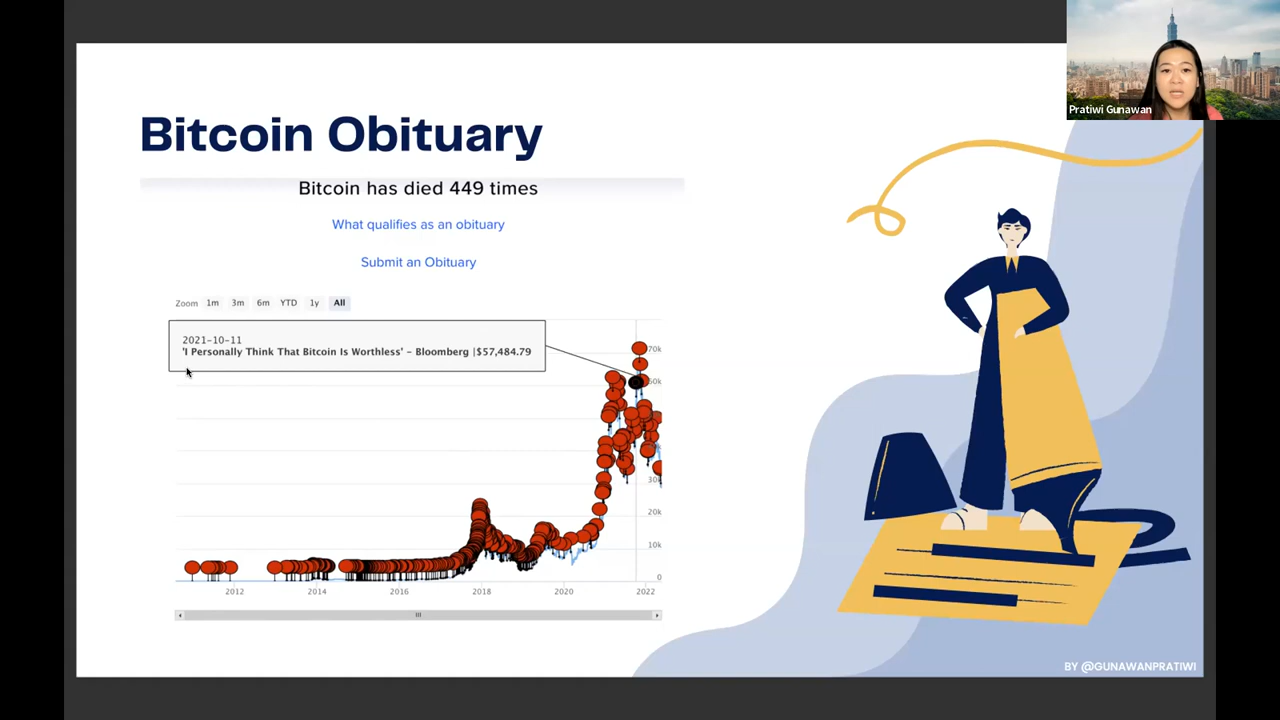 Pratiwi Gunawan
Bitcoin Obituary
Bitcoin has died 449 times
What qualifies as an obituary
Submit an Obituary
Zoom 1m 3m 6m YTD 1y All
2021-10-11
'I Personally Think That Bitcoin Is Worthless' – Bloomberg |$57,484.79
70k
60k
30k
20k
10k
0
2012 2014 2016 2018 2020 2022
BY @GUNAWANPRATIWI